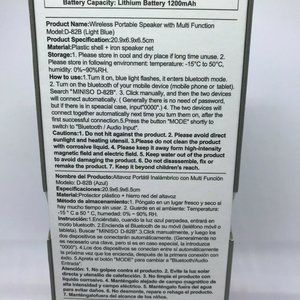 Battery Capacity: Lithium Battery 1200mAh
Product Name:Wireless Portable Speaker with Multi Function
Model:D-82B (Light Blue)
Product Size:20.9x6.9x6.5cm
Material:Plastic shell + iron speaker net
Storage:1. Please store in cool and dry place if long time unuse. 2.
Please store in following environment: temperature: -15°C to 50°C,
humidity: 0%~90%RH.
How to use:1.Turn it on, blue light flashes, it enters bluetooth mode.
2. Turn on the bluetooth of your mobile device (mobile phone or tablet).
Search "MINISO D-82B". 3. Click manually, and then the two devices
will connect automatically. ( Generally there is no need of password,
but if there is in special case, input"0000".) 4. The two devices will
connect automatically next time you turn them on, after the
first successful connection.5.Press the button "MODE" shortly to
switch to "Bluetooth / Audio Input".
Cautions:1. Do not hit against the product. 2. Please avoid direct
sunlight and heating utensil. 3.Please do not clean the product
with corrosive liquid. 4. Please keep it away form high-intensity
magnetic field and electric field. 5. Keep water out of the product
to avoid damaging the product. 6. Do not disassemble, fix or
remake the product. 7. Keep it beyond children's reach.
Nombre del Producto: Portátil Inalámbrico con Multi Función
Modelo: D-82B (Azul)
Especificaciones:20.9x6.9x6.5cm
Material:Protector plástico + hierro red del altavoz
Método de almacenamiento:1. Póngalo en un lugar fresco y seco si
hay mucho tiempo sin usar. 2. Guarde en el ambiente: Temperatura:
-15 ° C a 50 ° C, humedad: 0% ~ 90% RH.
Instrucción:1. Enciéndalo, cuando la luz azul parpadea, entrará en
Bluetooth. 2. Encienda el Bluetooth de su móvil (teléfono móvil o
tableta). Buscar "MINISO D-82B". 3.Click manualmente, y luego los
dos dispositivos se conectarán automáticamente. (Generalmente no
es necesario una clave, pero si es en situación especial, se introduce
"0000") 4.Los dos dispositivos se conectarán automáticamente
próxima vez que los encienda, después de la primera conexión con
éxito. 5. Apriete el botón "MODE" para cambiar al "Bluetooth/Audio
Entrada".
Atención:1. No golpee contra el producto. 2. Evite la luz solar
directa y utensilio de calefacción. 3. No limpie el producto con
líquido corrosivo. 4. Manténgalo alejado de campo magnético de
alta intensidad y campo eléctrico. 5. Mantenga el agua fuera del
producto para evitar daños. 6. No desmonte, fije o rehaga el producto.
7. Manténgalo fuera del alcance de los niños.